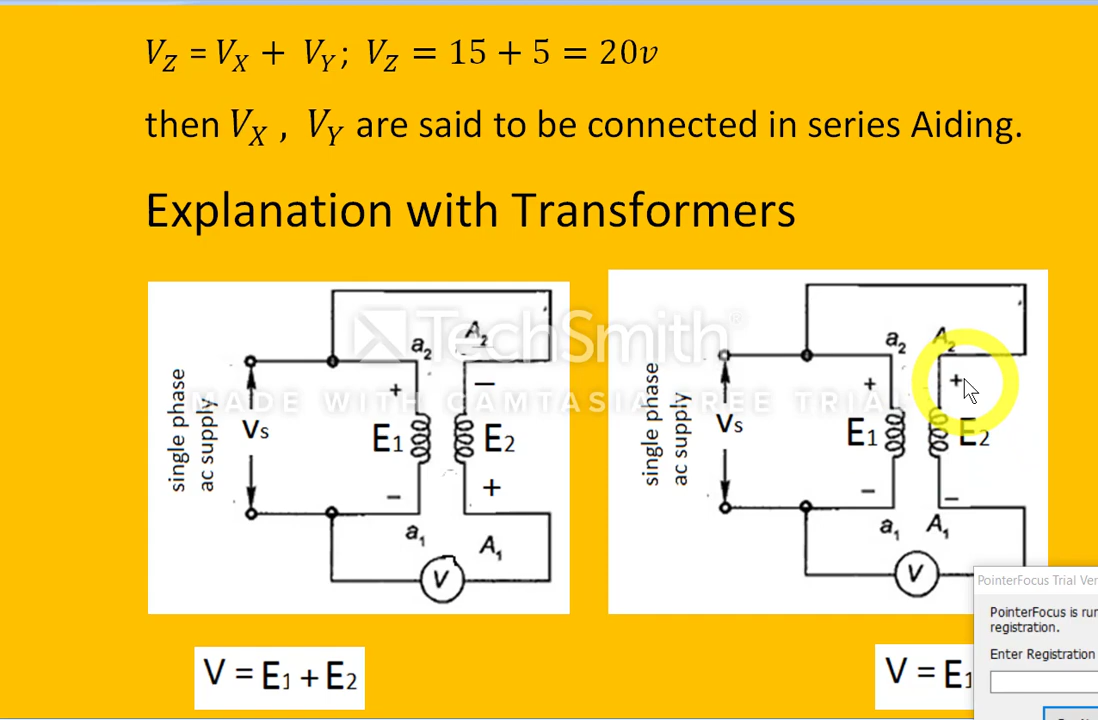 V_Z = V_X + V_Y; V_Z = 15 + 5 = 20v
then V_X , V_Y are said to be connected in series Aiding.
Explanation with Transformers
single phase
ac supply
Vs
a₂
A₂
+
−
E₁
E₂
−
+
a₁
A₁
V
V = E₁ + E₂
single phase
ac supply
Vs
a₂
A₂
+
+
E₁
E₂
−
−
a₁
A₁
V
V = E₁
TechSmith®
MADE WITH CAMTASIA FREE TRIAL
PointerFocus Trial Ver
PointerFocus is run
registration.
Enter Registration